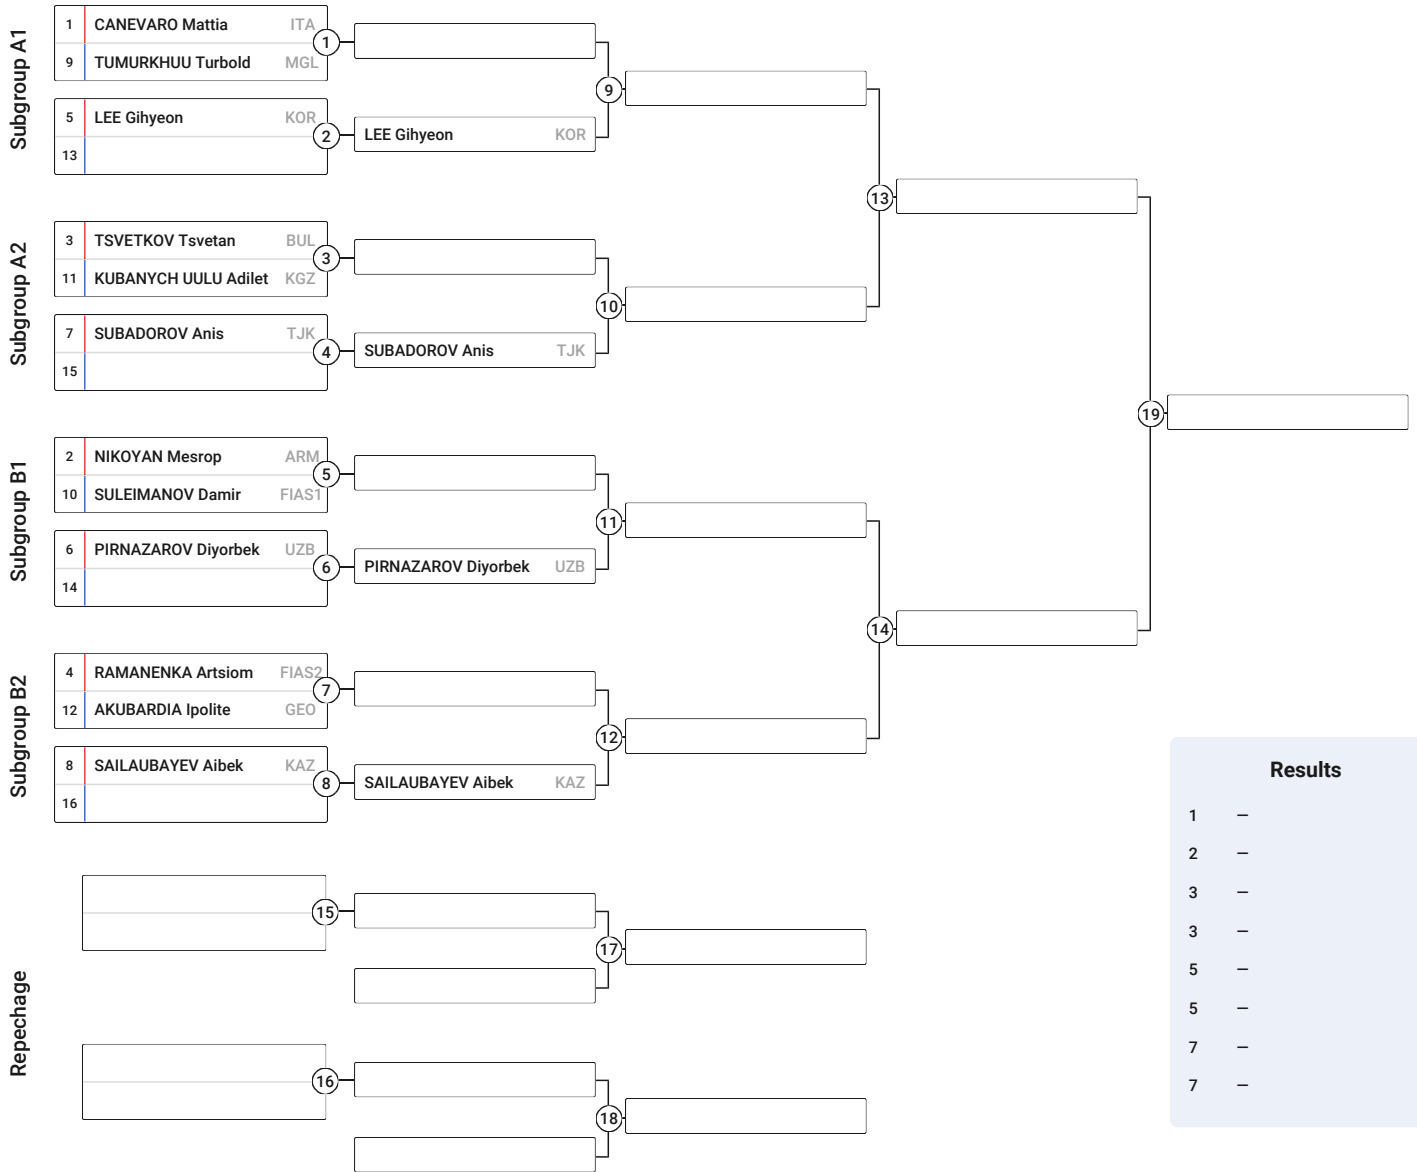 Subgroup A1
1 CANEVARO Mattia ITA
9 TUMURKHUU Turbold MGL
1
5 LEE Gihyeon KOR
13
2
LEE Gihyeon KOR
9
Subgroup A2
3 TSVETKOV Tsvetan BUL
11 KUBANYCH UULU Adilet KGZ
3
7 SUBADOROV Anis TJK
15
4
SUBADOROV Anis TJK
10
13
Subgroup B1
2 NIKOYAN Mesrop ARM
10 SULEIMANOV Damir FIAS1
5
6 PIRNAZAROV Diyorbek UZB
14
6
PIRNAZAROV Diyorbek UZB
11
Subgroup B2
4 RAMANENKA Artsiom FIAS2
12 AKUBARDIA Ipolite GEO
7
8 SAILAUBAYEV Aibek KAZ
16
8
SAILAUBAYEV Aibek KAZ
12
14
19
Repechage
15
17
16
18
Results
1 –
2 –
3 –
3 –
5 –
5 –
7 –
7 –